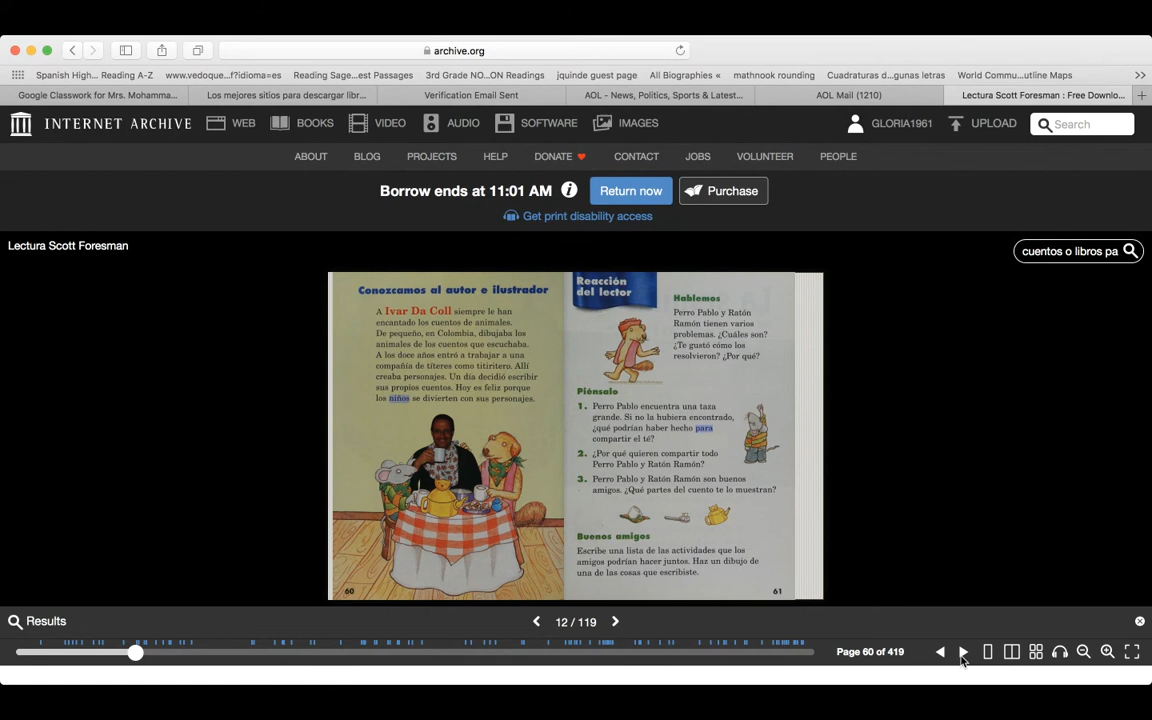 archive.org
Spanish High... Reading A-Z www.vedoque...f?idioma=es Reading Sage...est Passages 3rd Grade NO...ON Readings jquinde guest page All Biographies « mathnook rounding Cuadraturas d...gunas letras World Commu...utline Maps
Google Classwork for Mrs. Mohamma... Los mejores sitios para descargar libr... Verification Email Sent AOL - News, Politics, Sports & Latest... AOL Mail (1210) Lectura Scott Foresman : Free Downlo...
INTERNET ARCHIVE WEB BOOKS VIDEO AUDIO SOFTWARE IMAGES GLORIA1961 UPLOAD Search
ABOUT BLOG PROJECTS HELP DONATE CONTACT JOBS VOLUNTEER PEOPLE
Borrow ends at 11:01 AM Return now Purchase
Get print disability access
Lectura Scott Foresman
cuentos o libros pa
Conozcamos al autor e ilustrador
A Ivar Da Coll siempre le han
encantado los cuentos de animales.
De pequeño, en Colombia, dibujaba los
animales de los cuentos que escuchaba.
A los doce años entró a trabajar a una
compañía de títeres como titiritero. Allí
creaba personajes. Un día decidió escribir
sus propios cuentos. Hoy es feliz porque
los niños se divierten con sus personajes.
60
Reacción
del lector
Hablemos
Perro Pablo y Ratón
Ramón tienen varios
problemas. ¿Cuáles son?
¿Te gustó cómo los
resolvieron? ¿Por qué?
Piénsalo
1. Perro Pablo encuentra una taza
grande. Si no la hubiera encontrado,
¿qué podrían haber hecho para
compartir el té?
2. ¿Por qué quieren compartir todo
Perro Pablo y Ratón Ramón?
3. Perro Pablo y Ratón Ramón son buenos
amigos. ¿Qué partes del cuento te lo muestran?
Buenos amigos
Escribe una lista de las actividades que los
amigos podrían hacer juntos. Haz un dibujo de
una de las cosas que escribiste.
61
Results
12 / 119
Page 60 of 419